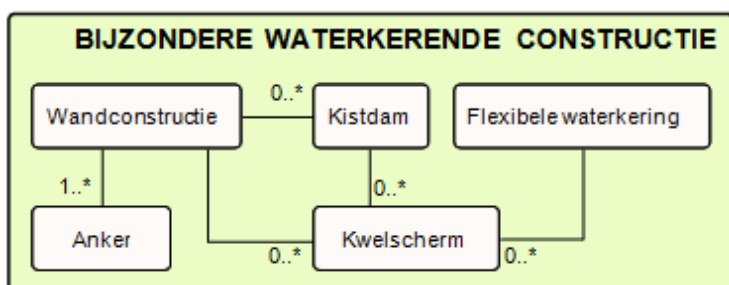 BIJZONDERE WATERKERENDE CONSTRUCTIE
0..*
Wandconstructie
Kistdam
Flexibele waterkering
1..*
0..*
Anker
Kwelscherm
0..*
0..*